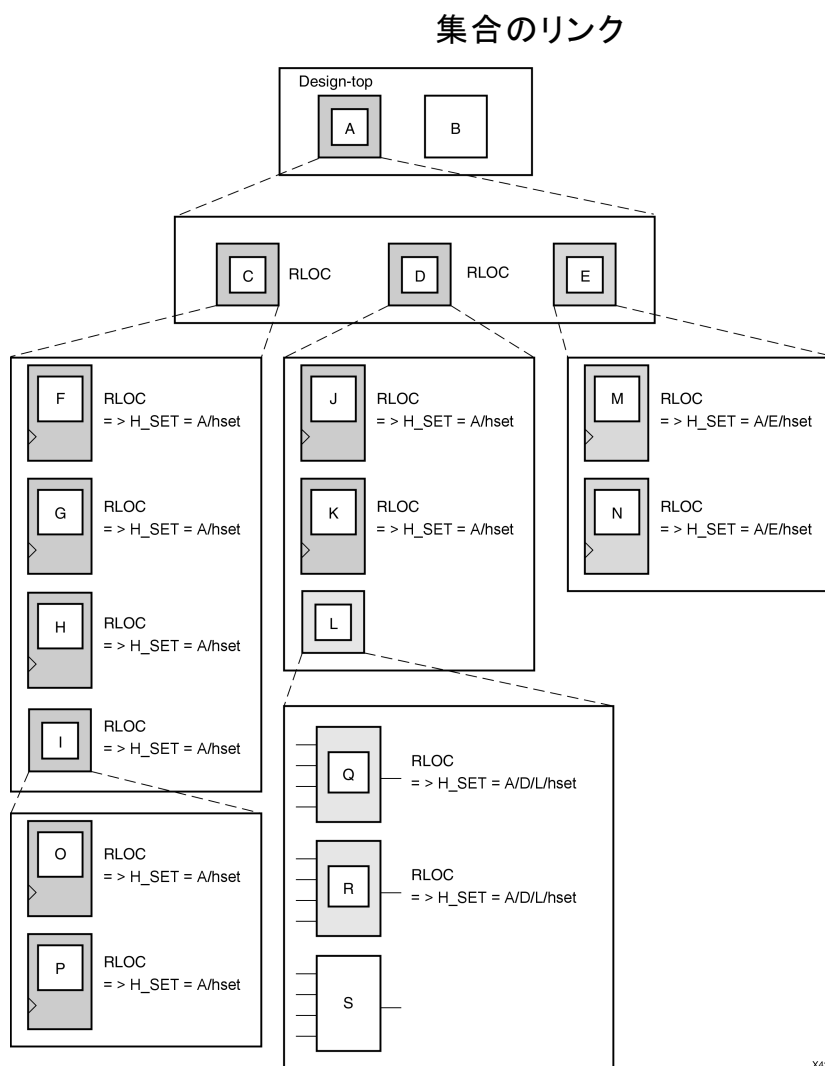 集合のリンク
Design-top
A
B
C
RLOC
D
RLOC
E
F
RLOC
= > H_SET = A/hset
G
RLOC
= > H_SET = A/hset
H
RLOC
= > H_SET = A/hset
I
RLOC
= > H_SET = A/hset
J
RLOC
= > H_SET = A/hset
K
RLOC
= > H_SET = A/hset
L
M
RLOC
= > H_SET = A/E/hset
N
RLOC
= > H_SET = A/E/hset
O
RLOC
= > H_SET = A/hset
P
RLOC
= > H_SET = A/hset
Q
RLOC
= > H_SET = A/D/L/hset
R
RLOC
= > H_SET = A/D/L/hset
S